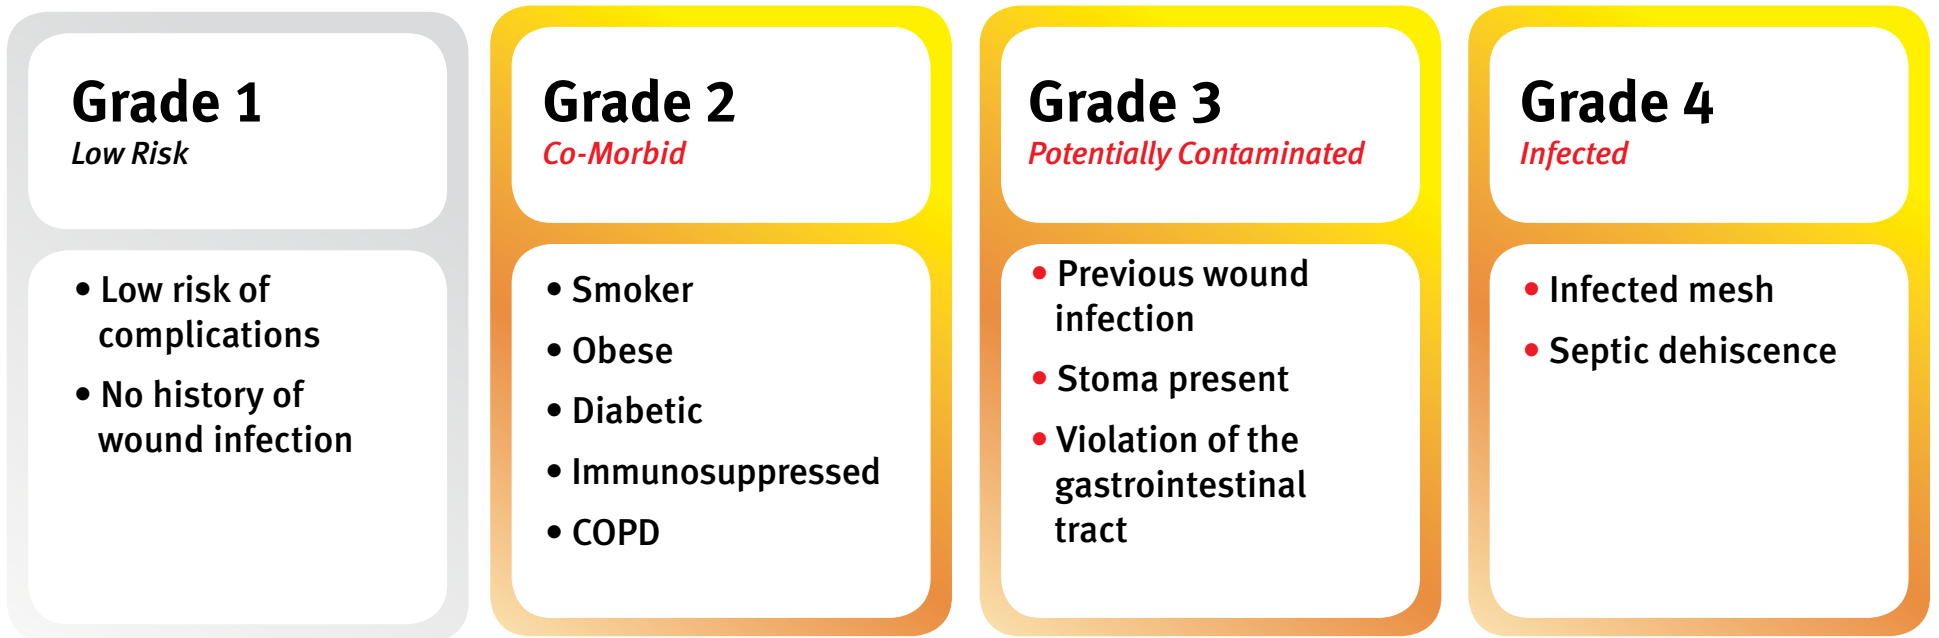 Grade 1
Low Risk
• Low risk of
complications
• No history of
wound infection
Grade 2
Co-Morbid
• Smoker
• Obese
• Diabetic
• Immunosuppressed
• COPD
Grade 3
Potentially Contaminated
• Previous wound
infection
• Stoma present
• Violation of the
gastrointestinal
tract
Grade 4
Infected
• Infected mesh
• Septic dehiscence